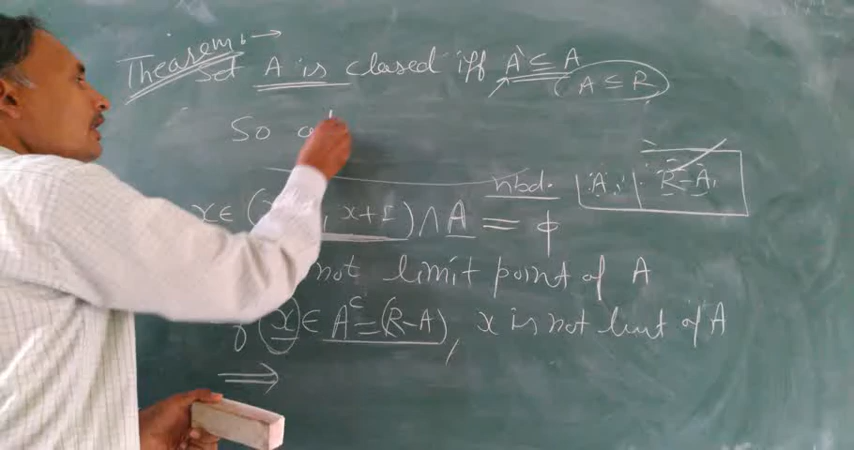 Theorem:→
Set A is closed iff A' ⊆ A
(A ⊆ R)
So a
nbd.
A, R-A,
x ∈ ( , x+ε) ∩ A = ϕ
not limit point of A
(x) ∈ A^c = (R-A), x is not limt of A
⇒